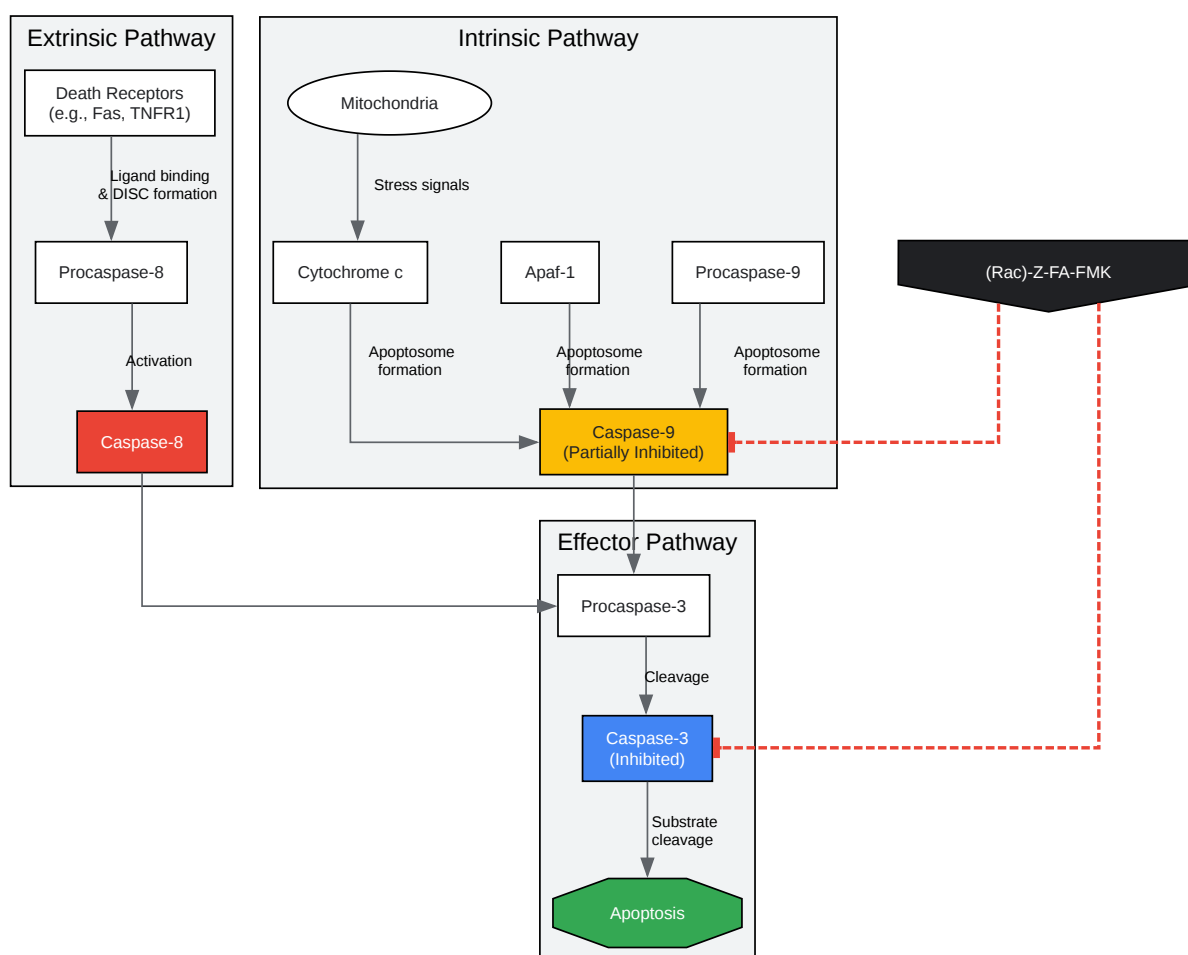 Extrinsic Pathway
Death Receptors
(e.g., Fas, TNFR1)
Ligand binding
& DISC formation
Procaspase-8
Activation
Caspase-8
Intrinsic Pathway
Mitochondria
Stress signals
Cytochrome c
Apaf-1
Procaspase-9
Apoptosome
formation
Apoptosome
formation
Apoptosome
formation
Caspase-9
(Partially Inhibited)
(Rac)-Z-FA-FMK
Effector Pathway
Procaspase-3
Cleavage
Caspase-3
(Inhibited)
Substrate
cleavage
Apoptosis